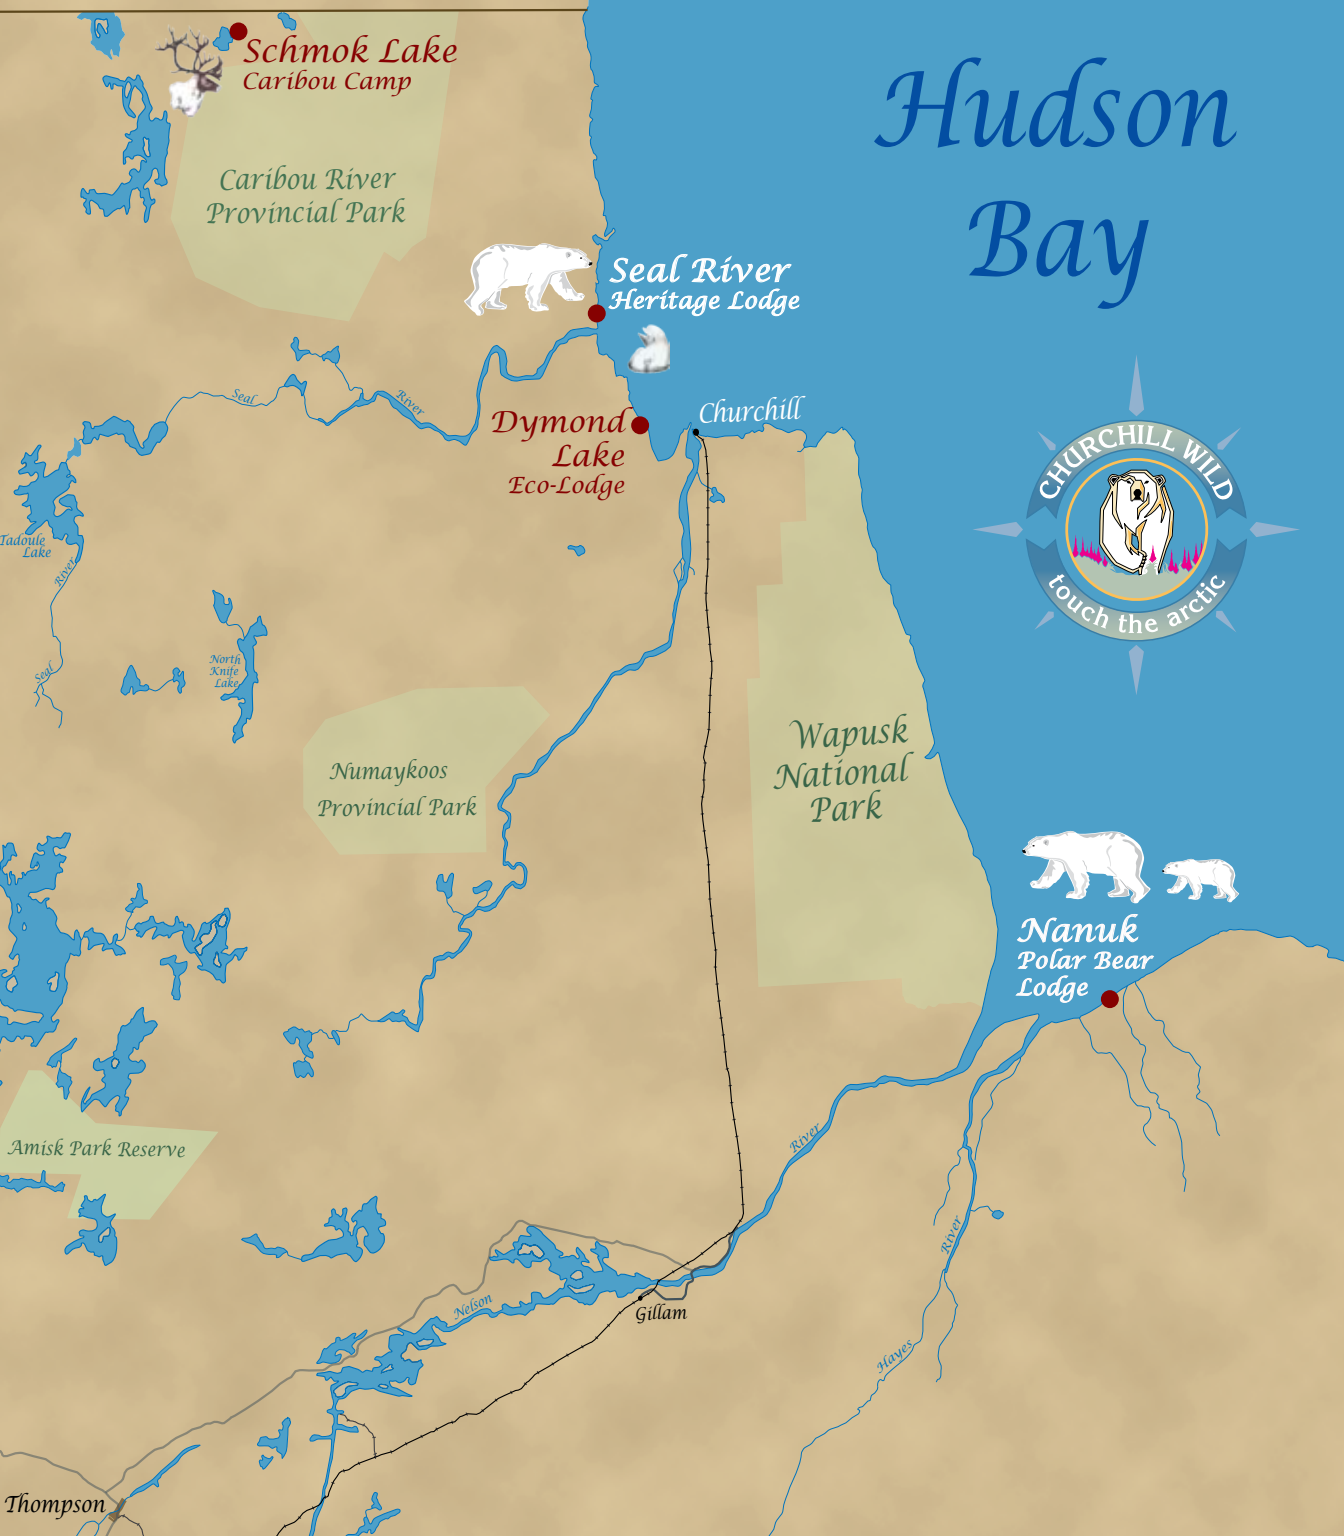 Schmok Lake
Caribou Camp
Hudson
Bay
Caribou River
Provincial Park
Seal River
Heritage Lodge
Seal
River
Dymond
Lake
Eco-Lodge
Churchill
CHURCHILL WILD
touch the arctic
Tadoule
Lake
River
Seal
North
Knife
Lake
Numaykoos
Provincial Park
Wapusk
National
Park
Nanuk
Polar Bear
Lodge
Amisk Park Reserve
River
River
Nelson
Gillam
Hayes
Thompson